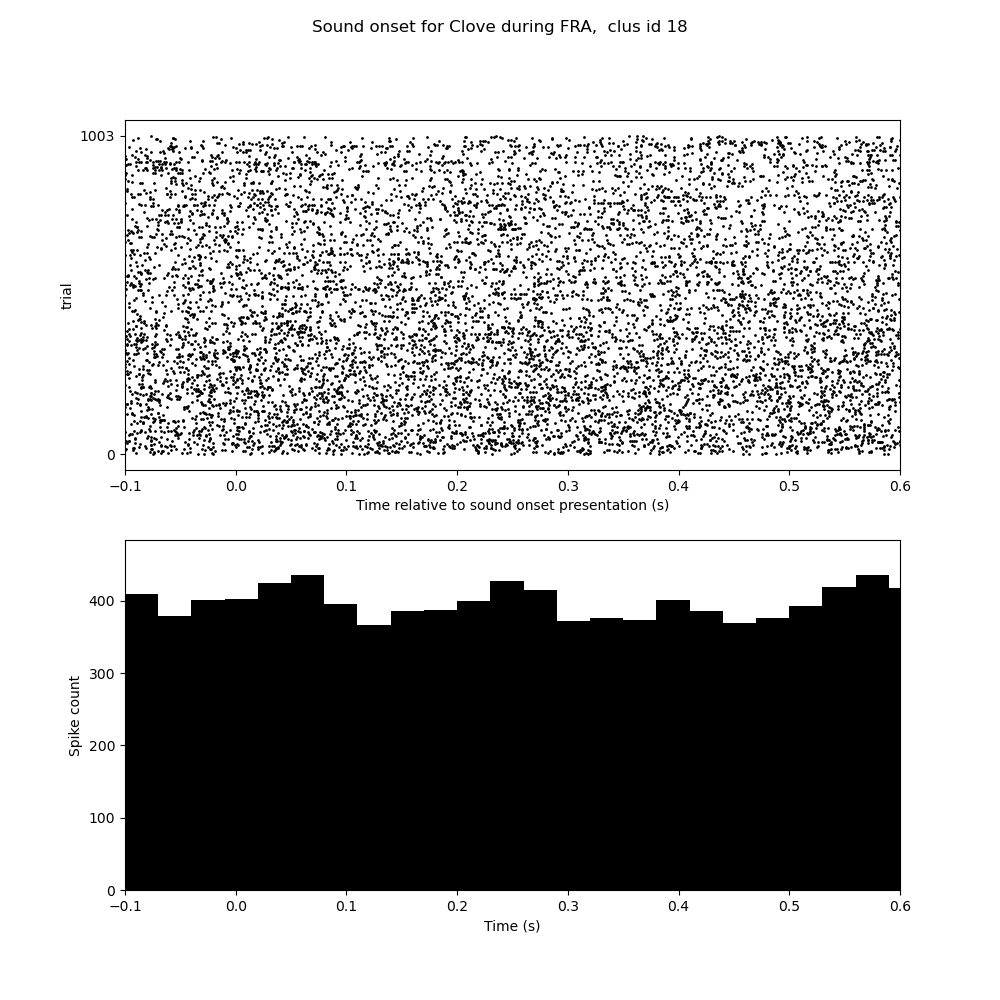 Sound onset for Clove during FRA,  clus id 18
1003
trial
0
−0.1 0.0 0.1 0.2 0.3 0.4 0.5 0.6
Time relative to sound onset presentation (s)
400
300
Spike count
200
100
0
−0.1 0.0 0.1 0.2 0.3 0.4 0.5 0.6
Time (s)